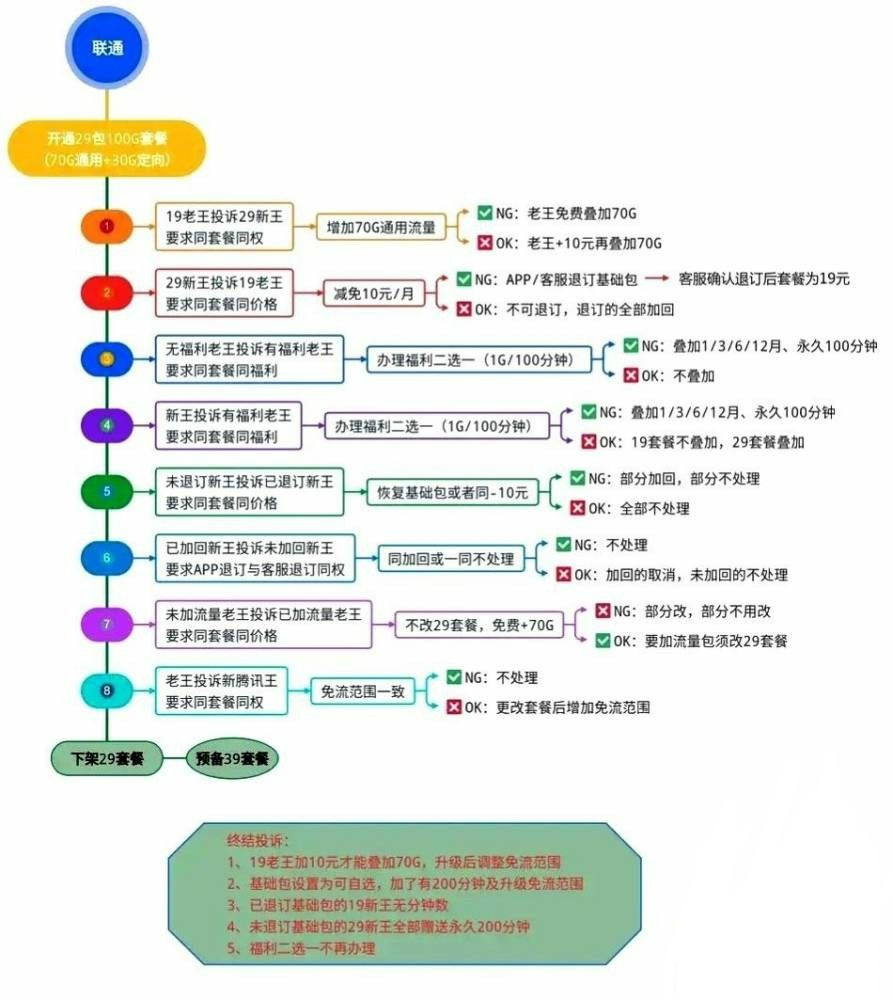 联通
开通29包100G套餐
（70G通用+30G定向）
1
19老王投诉29新王
要求同套餐同权
增加70G通用流量
NG：老王免费叠加70G
OK：老王+10元再叠加70G
2
29新王投诉19老王
要求同套餐同价格
减免10元/月
NG：APP/客服退订基础包
客服确认退订后套餐为19元
OK：不可退订，退订的全部加回
3
无福利老王投诉有福利老王
要求同套餐同福利
办理福利二选一（1G/100分钟）
NG：叠加1/3/6/12月、永久100分钟
OK：不叠加
4
新王投诉有福利老王
要求同套餐同福利
办理福利二选一（1G/100分钟）
NG：叠加1/3/6/12月、永久100分钟
OK：19套餐不叠加，29套餐叠加
5
未退订新王投诉已退订新王
要求同套餐同价格
恢复基础包或者同-10元
NG：部分加回，部分不处理
OK：全部不处理
6
已加回新王投诉未加回新王
要求APP退订与客服退订同权
同加回或一同不处理
NG：不处理
OK：加回的取消，未加回的不处理
7
未加流量老王投诉已加流量老王
要求同套餐同价格
不改29套餐，免费+70G
NG：部分改，部分不用改
OK：要加流量包须改29套餐
8
老王投诉新腾讯王
要求同套餐同权
免流范围一致
NG：不处理
OK：更改套餐后增加免流范围
下架29套餐
预备39套餐
终结投诉：
1、19老王加10元才能叠加70G，升级后调整免流范围
2、基础包设置为可自选，加了有200分钟及升级免流范围
3、已退订基础包的19新王无分钟数
4、未退订基础包的29新王全部赠送永久200分钟
5、福利二选一不再办理